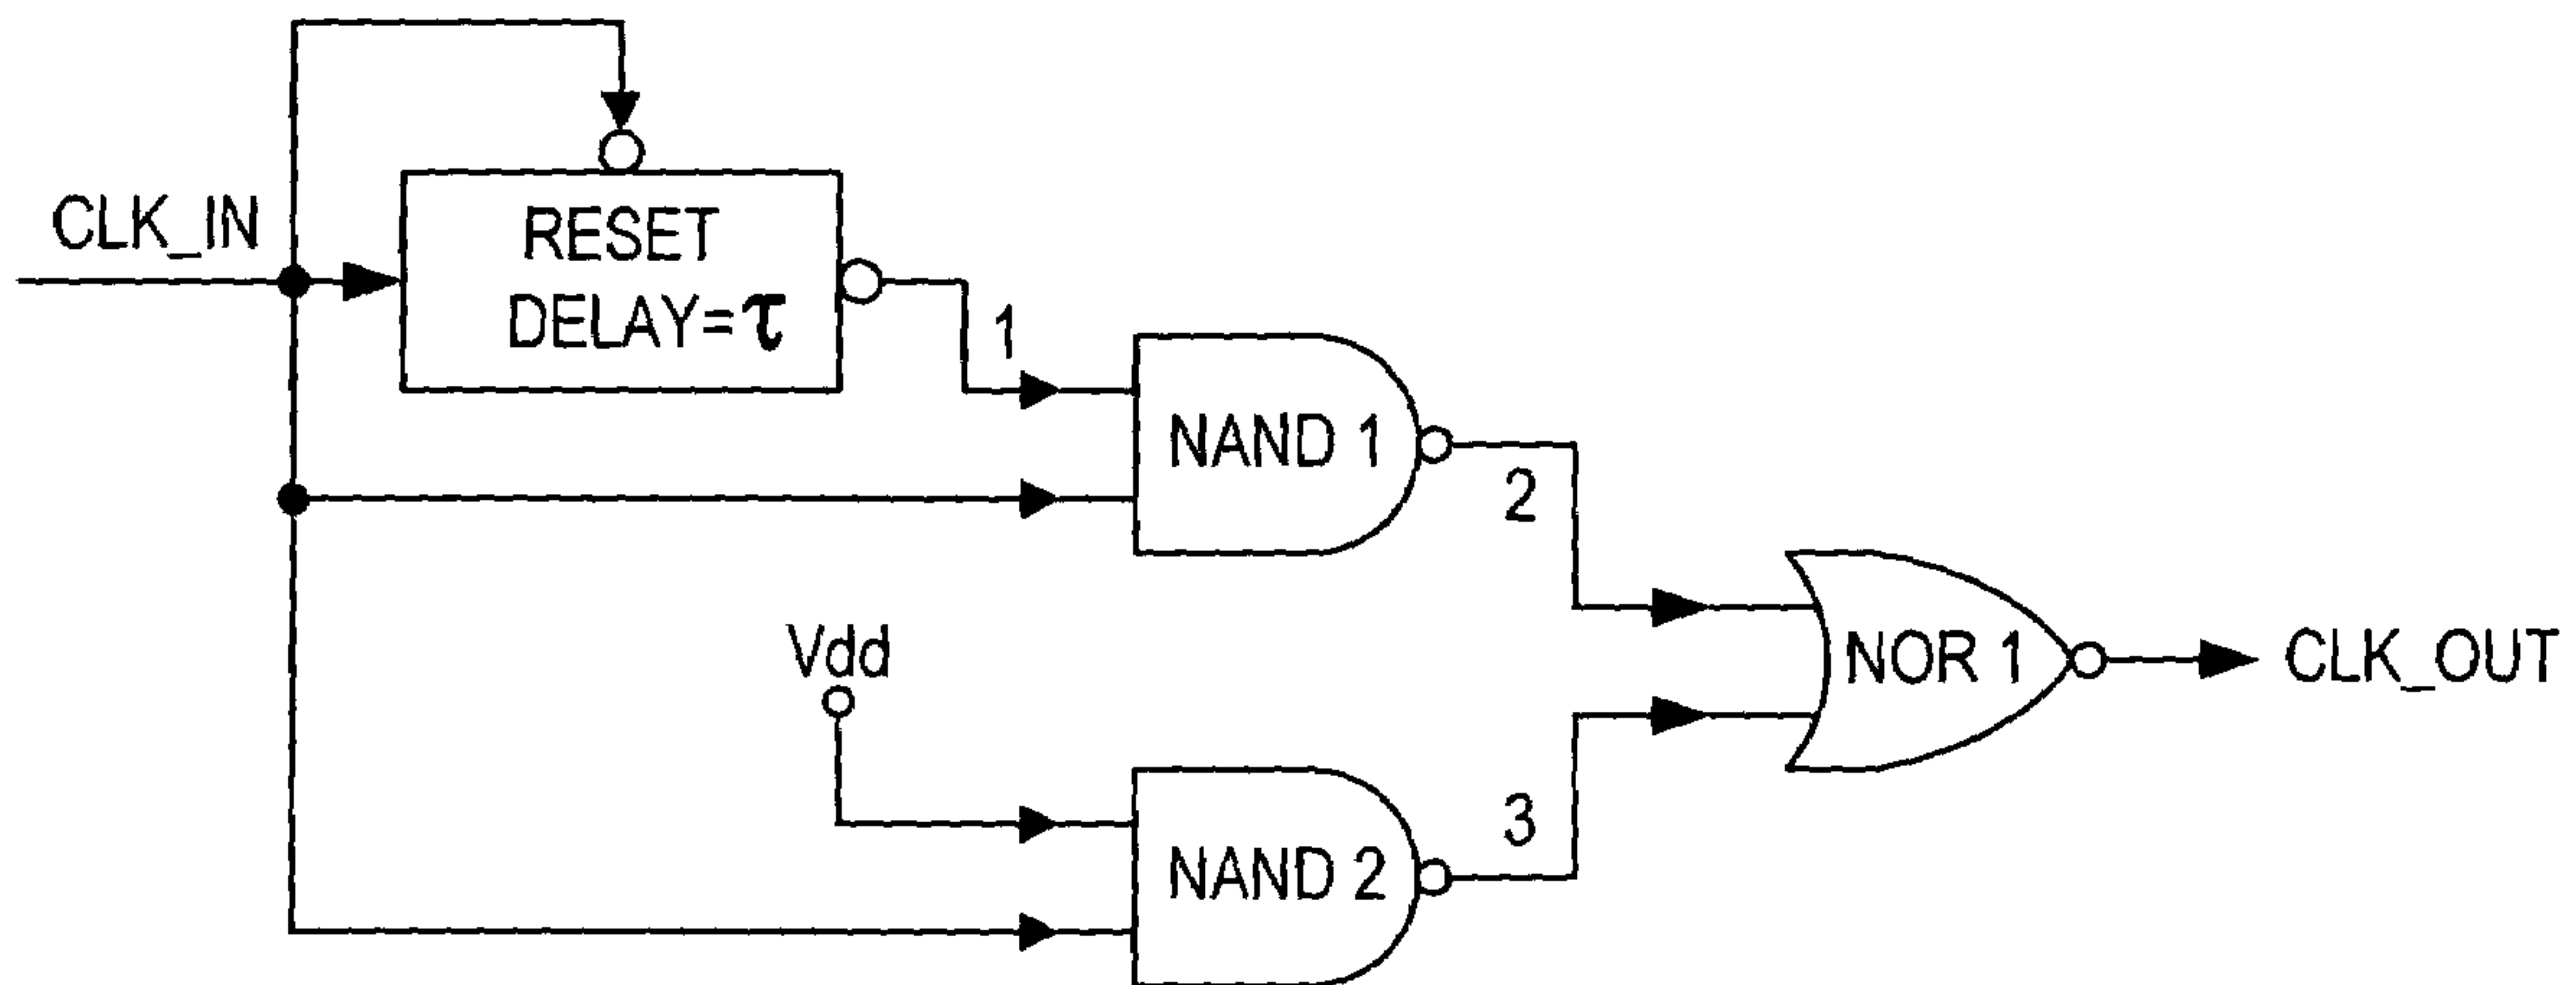 CLK_IN
RESET
DELAY=τ
1
NAND 1
2
Vdd
NOR 1
CLK_OUT
3
NAND 2